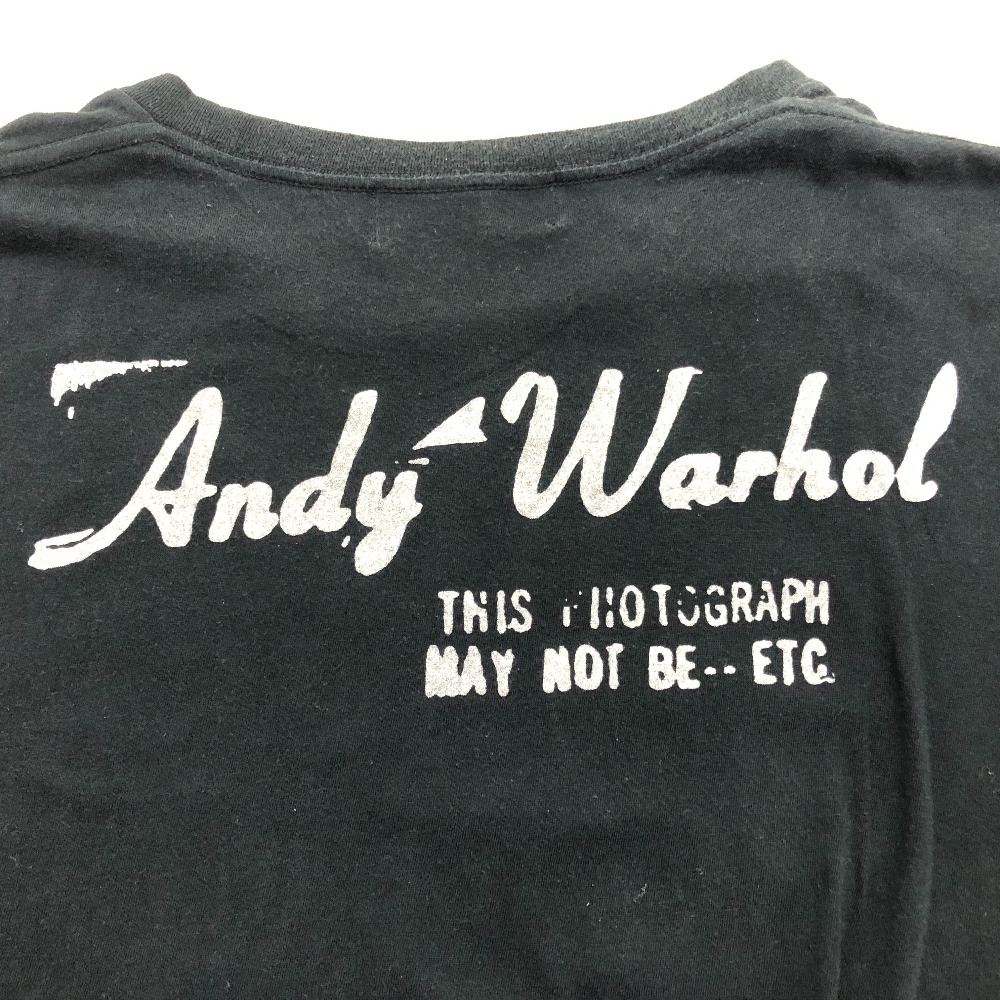 Andy Warhol
THIS PHOTOGRAPH
MAY NOT BE-- ETC.